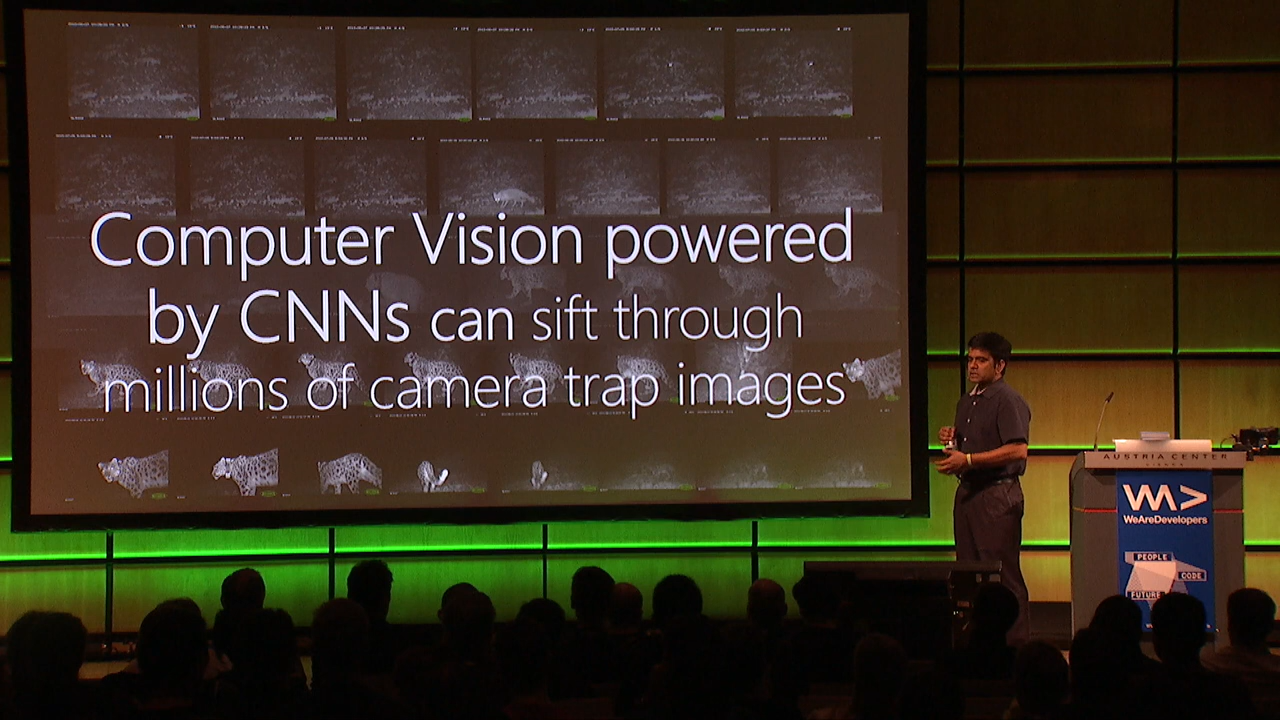 Computer Vision powered
by CNNs can sift through
millions of camera trap images
AUSTRIA CENTER
WeAreDevelopers
PEOPLE
CODE
FUTURE